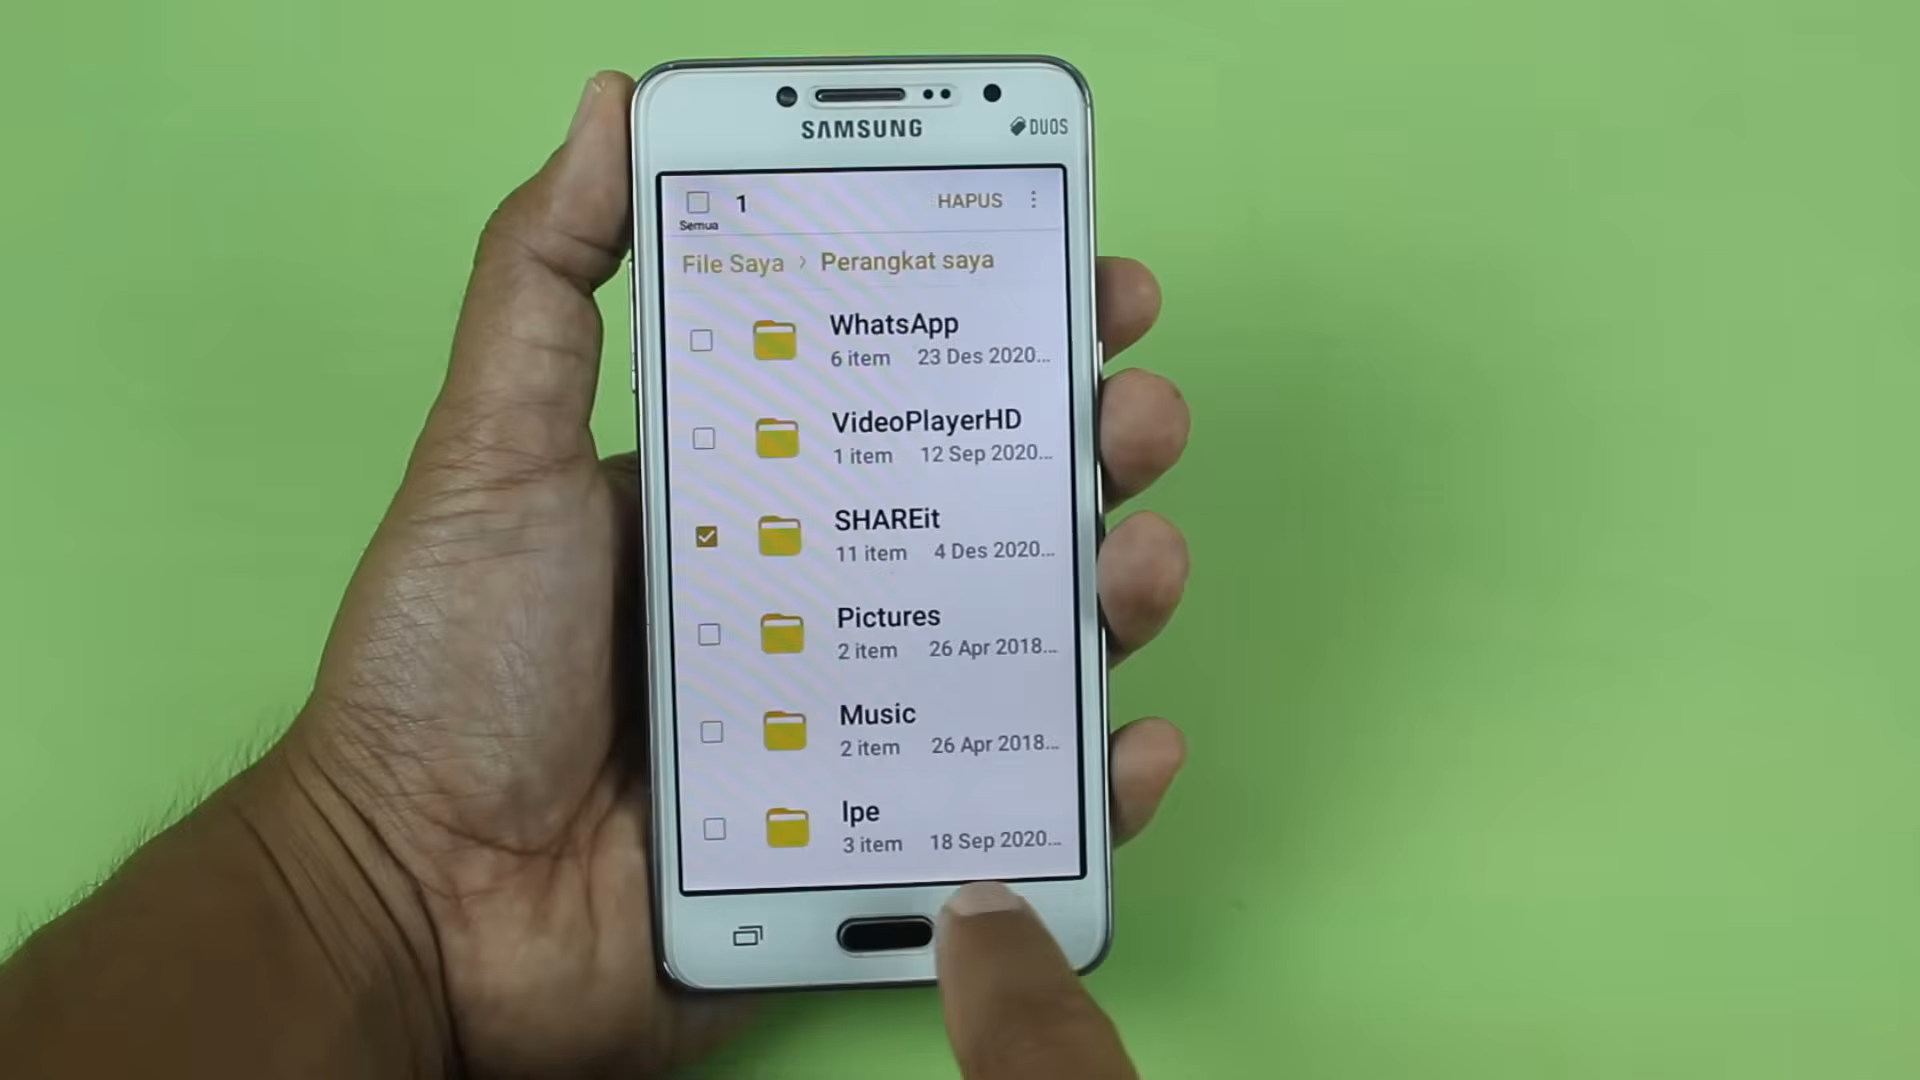 SAMSUNG
DUOS
1
HAPUS
Semua
File Saya > Perangkat saya
WhatsApp
6 item 23 Des 2020...
VideoPlayerHD
1 item 12 Sep 2020...
SHAREit
11 item 4 Des 2020...
Pictures
2 item 26 Apr 2018...
Music
2 item 26 Apr 2018...
Ipe
3 item 18 Sep 2020...